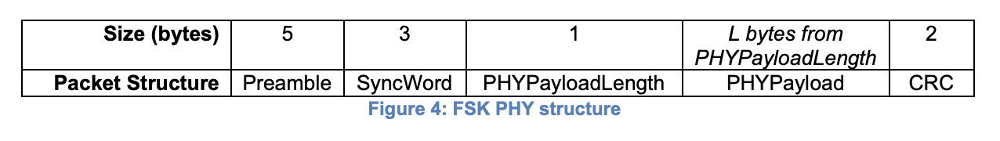 Size (bytes) 5 3 1 L bytes from
PHYPayloadLength 2
Packet Structure Preamble SyncWord PHYPayloadLength PHYPayload CRC
Figure 4: FSK PHY structure